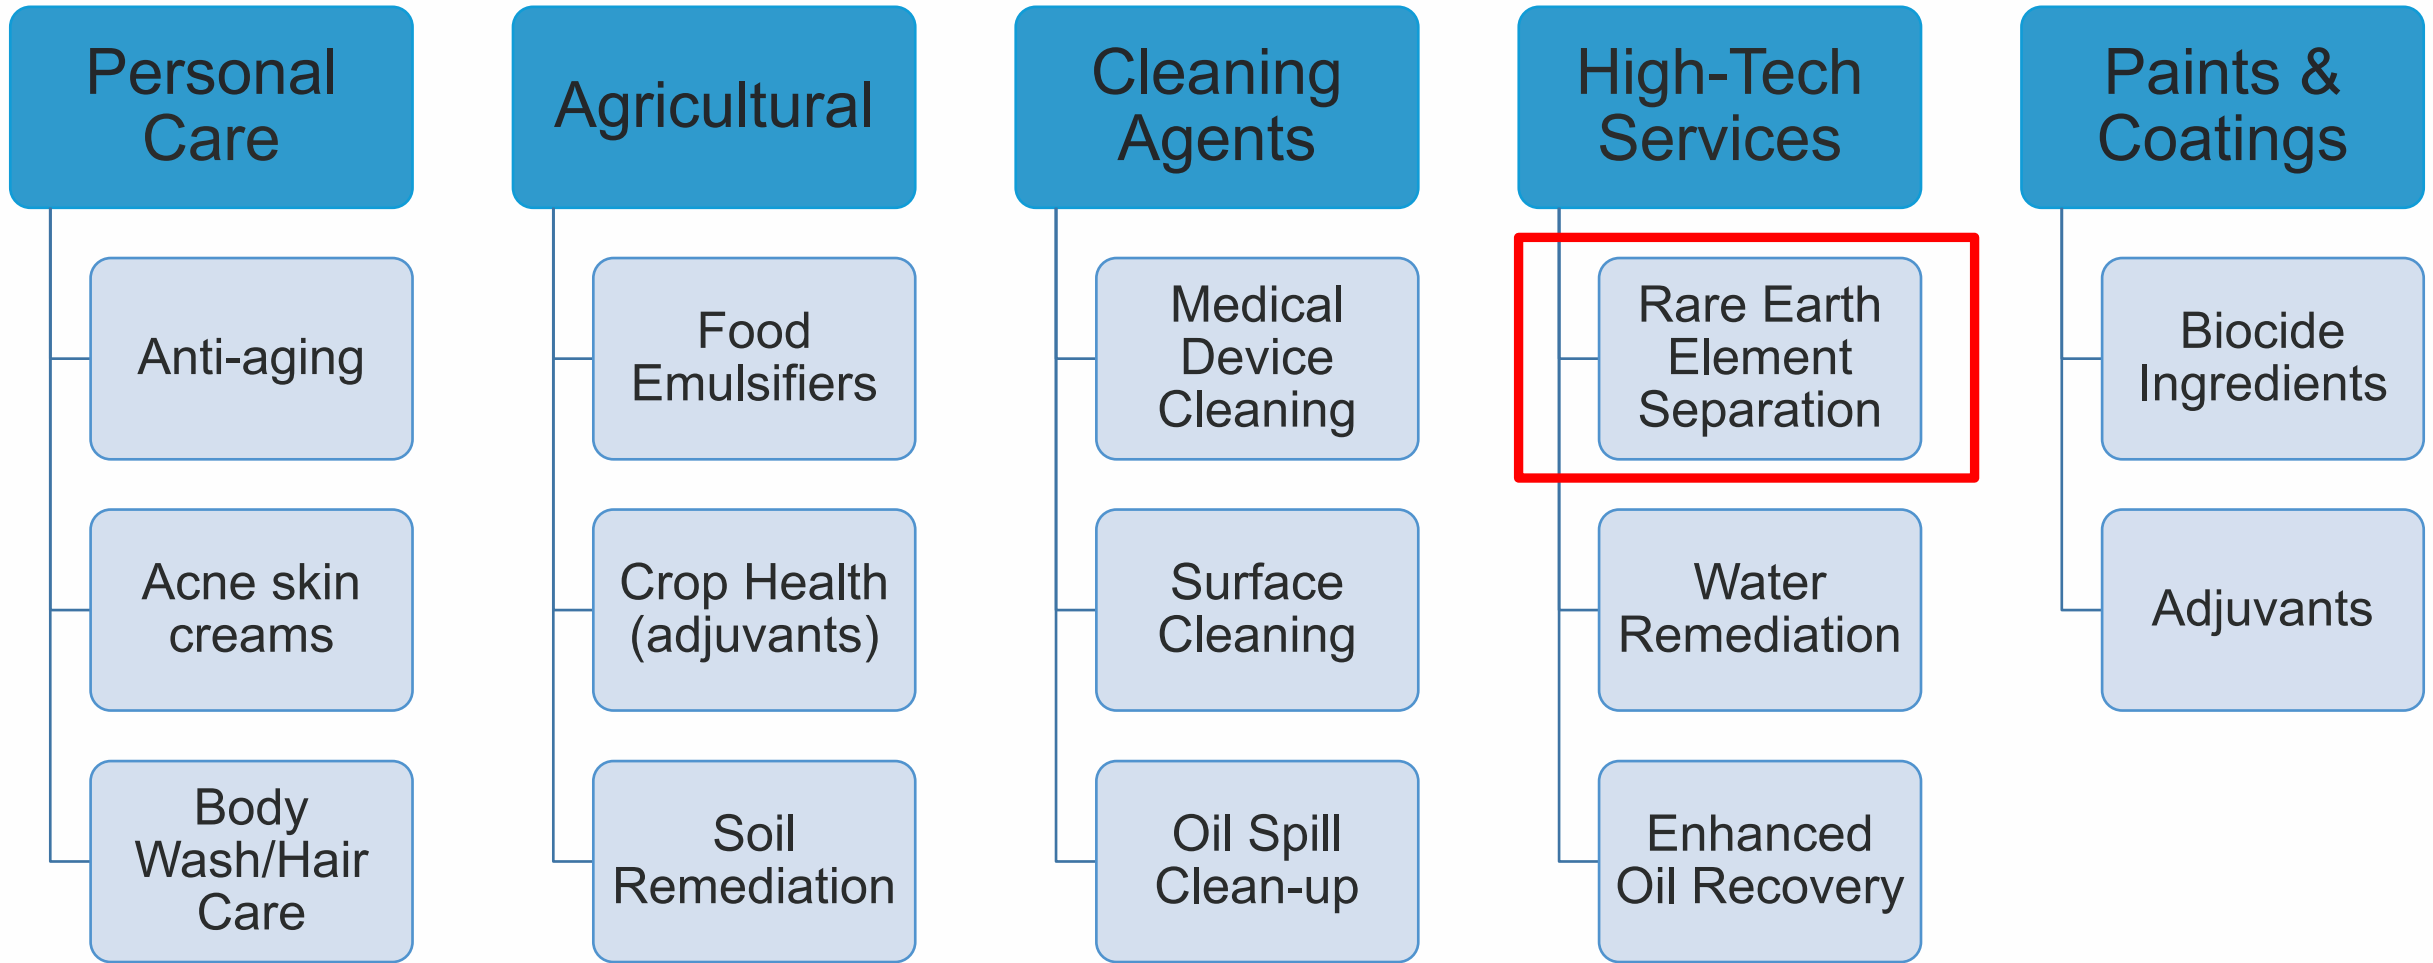 Personal
Care
Anti-aging
Acne skin
creams
Body
Wash/Hair
Care
Agricultural
Food
Emulsifiers
Crop Health
(adjuvants)
Soil
Remediation
Cleaning
Agents
Medical
Device
Cleaning
Surface
Cleaning
Oil Spill
Clean-up
High-Tech
Services
Rare Earth
Element
Separation
Water
Remediation
Enhanced
Oil Recovery
Paints &
Coatings
Biocide
Ingredients
Adjuvants